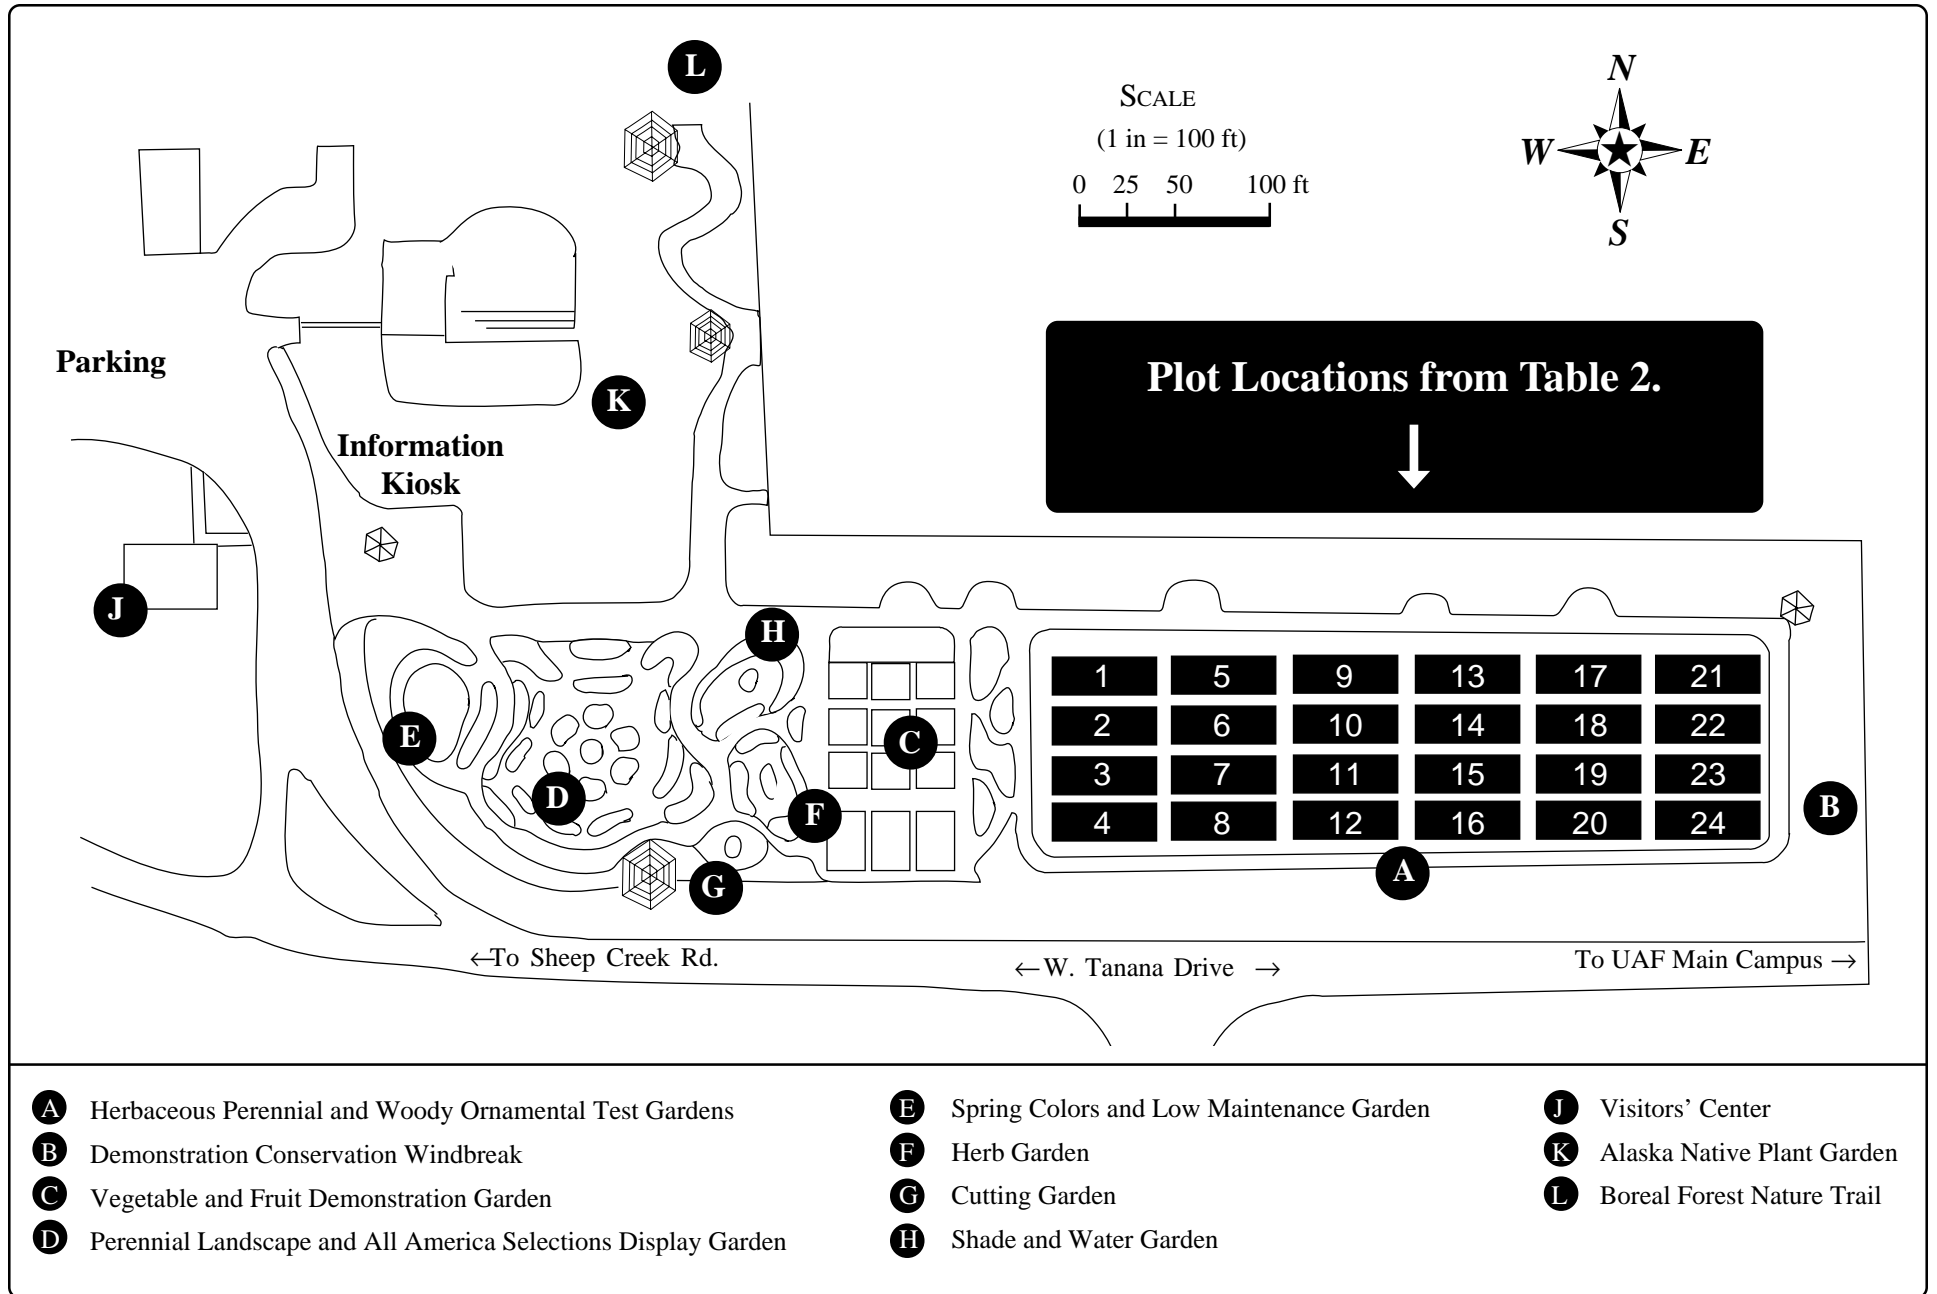 L
SCALE
(1 in = 100 ft)
0 25 50 100 ft
N
W E
S
Parking
Plot Locations from Table 2.
↓
K
Information
Kiosk
J
H
E
D
C
F
G
1 5 9 13 17 21
2 6 10 14 18 22
3 7 11 15 19 23
4 8 12 16 20 24
B
A
←To Sheep Creek Rd.
←W. Tanana Drive →
To UAF Main Campus →
A Herbaceous Perennial and Woody Ornamental Test Gardens
B Demonstration Conservation Windbreak
C Vegetable and Fruit Demonstration Garden
D Perennial Landscape and All America Selections Display Garden
E Spring Colors and Low Maintenance Garden
F Herb Garden
G Cutting Garden
H Shade and Water Garden
J Visitors’ Center
K Alaska Native Plant Garden
L Boreal Forest Nature Trail